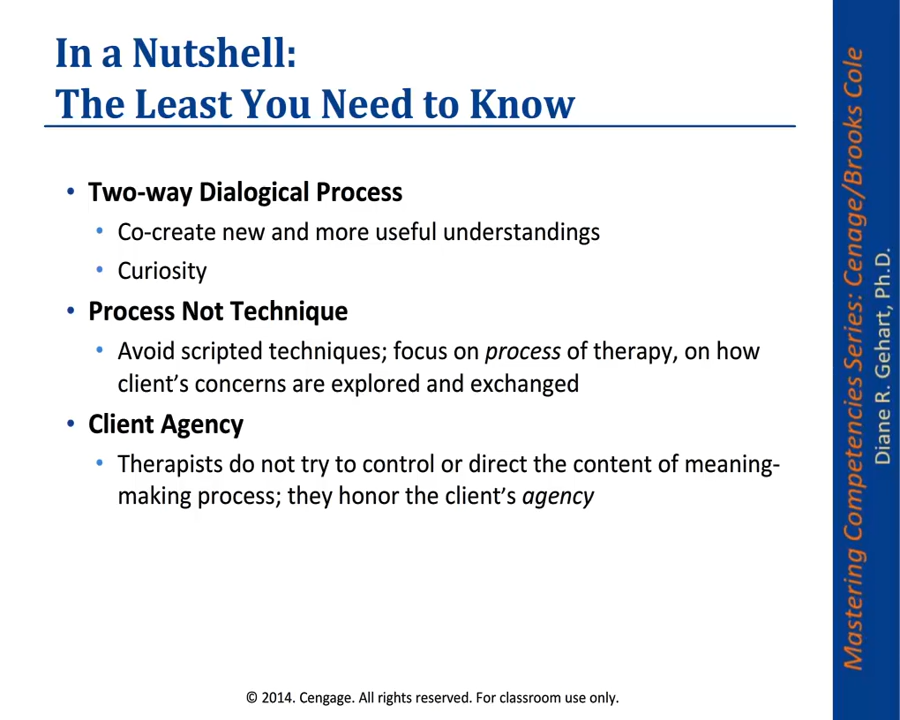 In a Nutshell:
The Least You Need to Know
• Two-way Dialogical Process
• Co-create new and more useful understandings
• Curiosity
• Process Not Technique
• Avoid scripted techniques; focus on process of therapy, on how
client's concerns are explored and exchanged
• Client Agency
• Therapists do not try to control or direct the content of meaning-
making process; they honor the client's agency
© 2014. Cengage. All rights reserved. For classroom use only.
Mastering Competencies Series: Cenage/Brooks Cole
Diane R. Gehart, Ph.D.